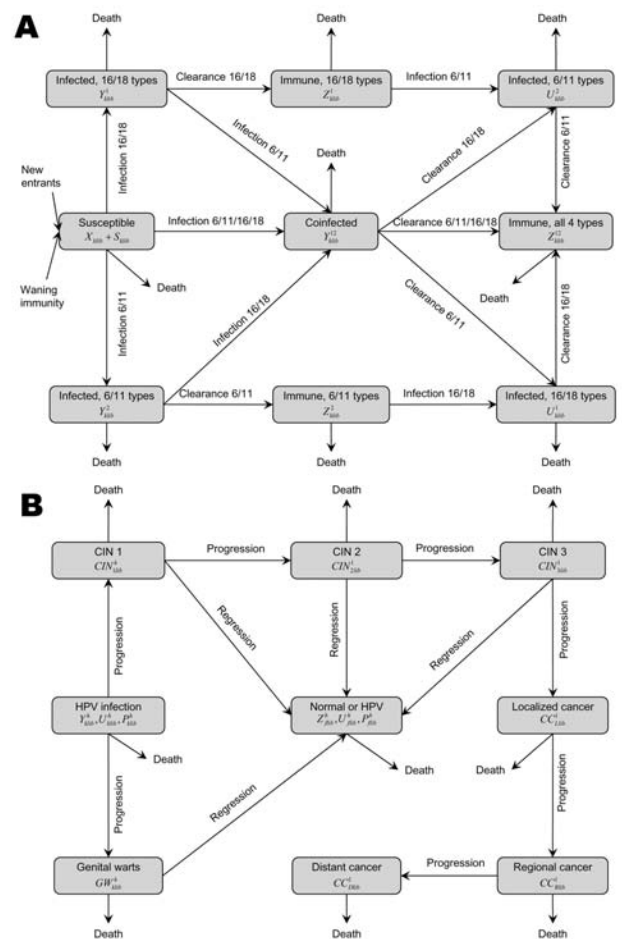 A
Death
Death
Death
Infected, 16/18 types
Clearance 16/18
Immune, 16/18 types
Infection 6/11
Infected, 6/11 types
Infection 16/18
Infection 6/11
Death
Clearance 16/18
Clearance 6/11
New
entrants
Susceptible
Infection 6/11/16/18
Coinfected
Clearance 6/11/16/18
Immune, all 4 types
Waning
immunity
Death
Death
Infection 6/11
Infection 16/18
Clearance 6/11
Clearance 16/18
Infected, 6/11 types
Clearance 6/11
Immune, 6/11 types
Infection 16/18
Infected, 16/18 types
Death
Death
Death
B
Death
Death
Death
CIN 1
Progression
CIN 2
Progression
CIN 3
Progression
Regression
Regression
Regression
Progression
HPV infection
Normal or HPV
Localized cancer
Death
Death
Death
Progression
Regression
Progression
Genital warts
Distant cancer
Progression
Regional cancer
Death
Death
Death